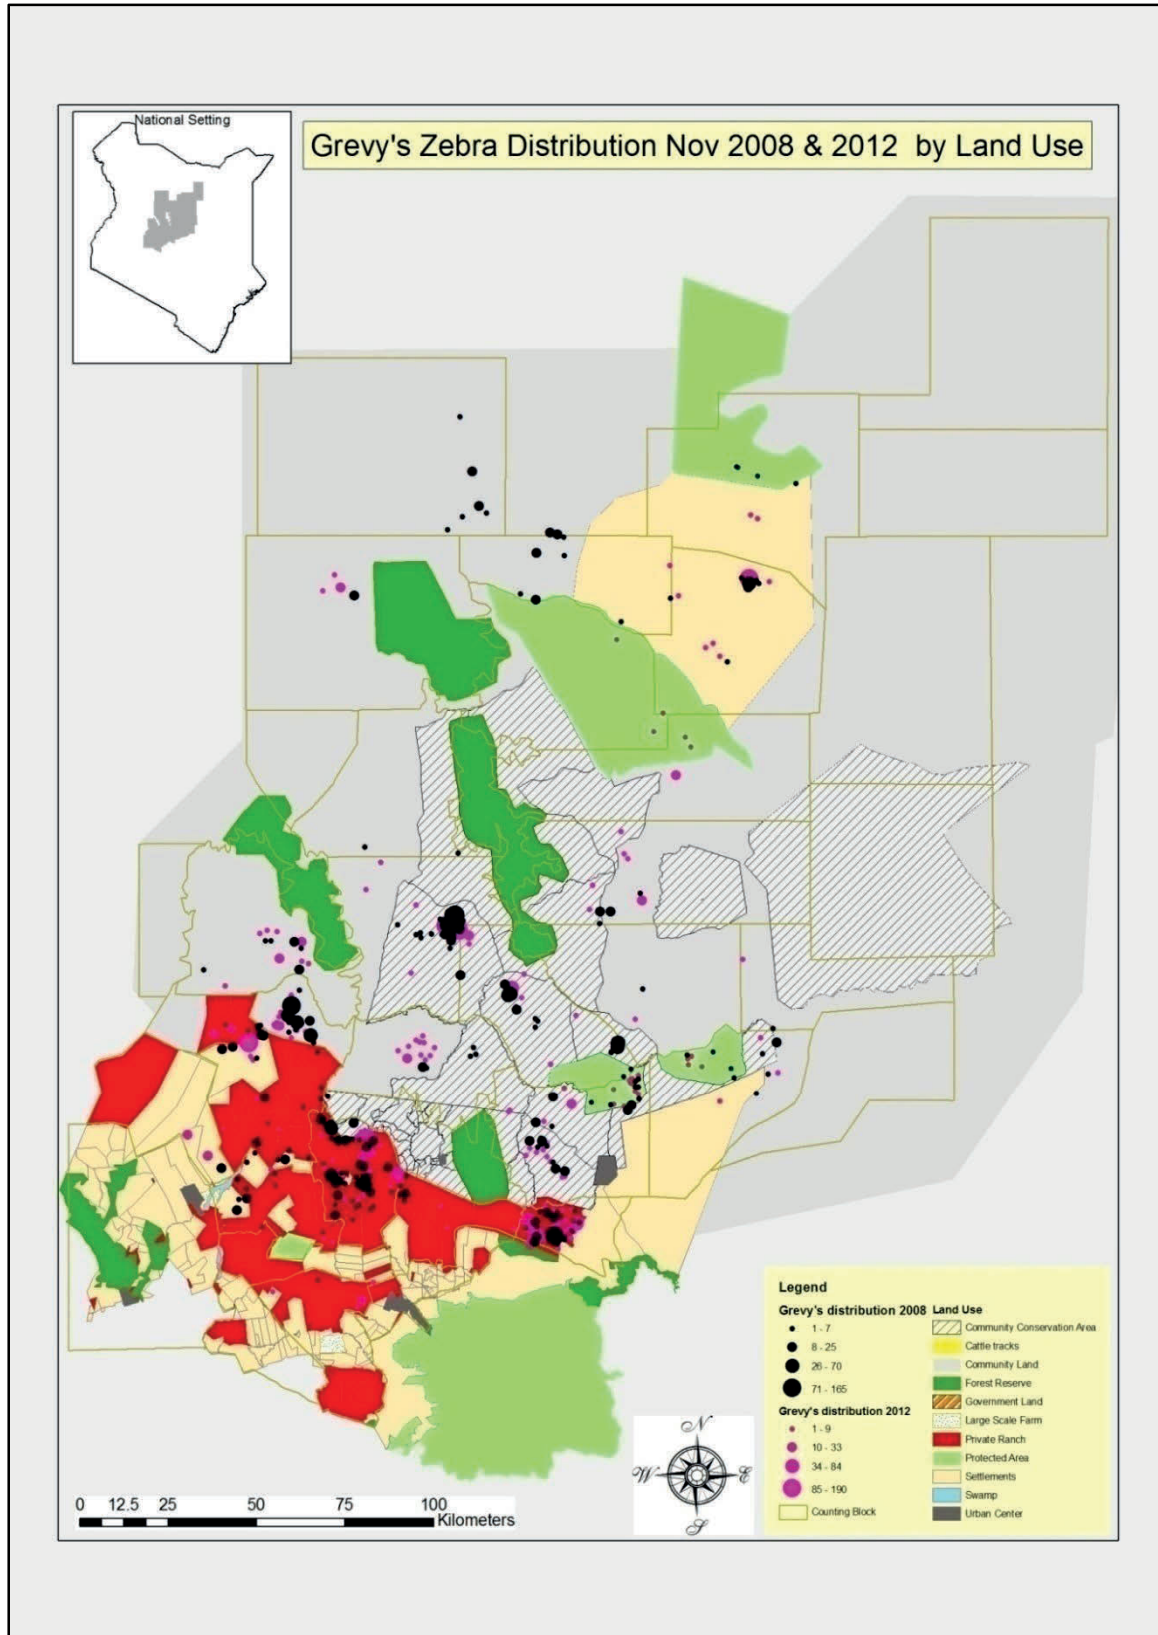 National Setting
Grevy's Zebra Distribution Nov 2008 & 2012 by Land Use
Legend
Grevy's distribution 2008
1 - 7
8 - 25
26 - 70
71 - 165
Grevy's distribution 2012
1 - 9
10 - 33
34 - 84
85 - 190
Counting Block
Land Use
Community Conservation Area
Cattle tracks
Community Land
Forest Reserve
Government Land
Large Scale Farm
Private Ranch
Protected Area
Settlements
Swamp
Urban Center
N
W E
S
0 12.5 25 50 75 100
Kilometers